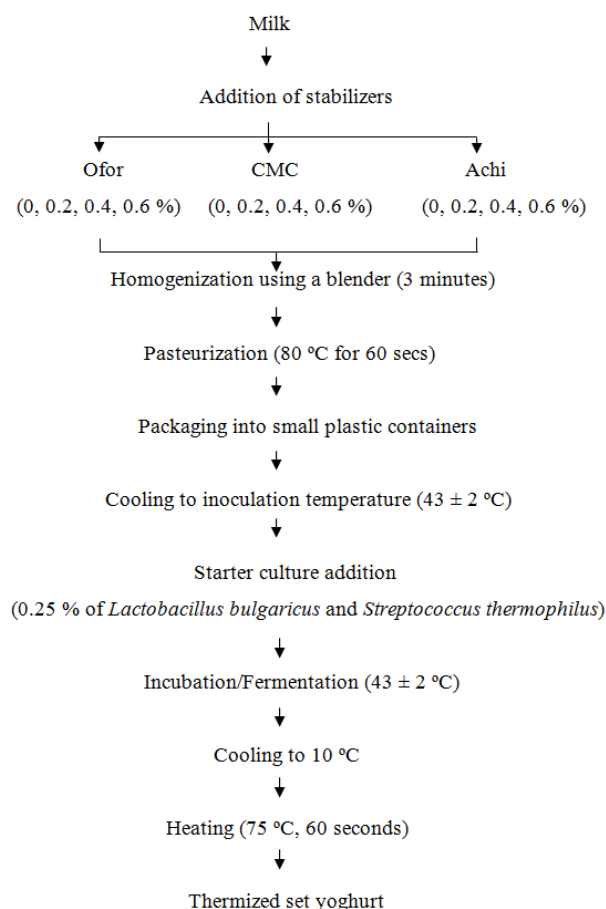 Milk
Addition of stabilizers
Ofor CMC Achi
(0, 0.2, 0.4, 0.6 %) (0, 0.2, 0.4, 0.6 %) (0, 0.2, 0.4, 0.6 %)
Homogenization using a blender (3 minutes)
Pasteurization (80 ºC for 60 secs)
Packaging into small plastic containers
Cooling to inoculation temperature (43 ± 2 ºC)
Starter culture addition
(0.25 % of Lactobacillus bulgaricus and Streptococcus thermophilus)
Incubation/Fermentation (43 ± 2 ºC)
Cooling to 10 ºC
Heating (75 ºC, 60 seconds)
Thermized set yoghurt